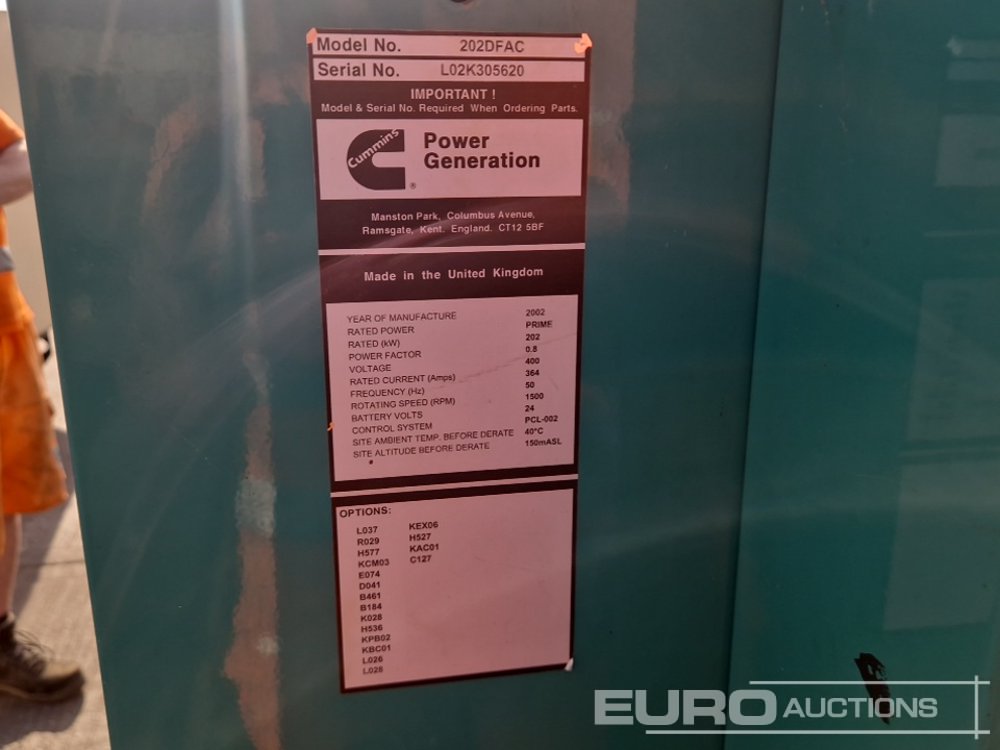 Model No. 202DFAC
Serial No. L02K305620
IMPORTANT !
Model & Serial No. Required When Ordering Parts.
Cummins
Power
Generation
®
Manston Park, Columbus Avenue,
Ramsgate, Kent. England. CT12 5BF
Made in the United Kingdom
YEAR OF MANUFACTURE 2002
RATED POWER PRIME
RATED (kW) 202
POWER FACTOR 0.8
VOLTAGE 400
RATED CURRENT (Amps) 364
FREQUENCY (Hz) 50
ROTATING SPEED (RPM) 1500
BATTERY VOLTS 24
CONTROL SYSTEM PCL-002
SITE AMBIENT TEMP. BEFORE DERATE 40°C
SITE ALTITUDE BEFORE DERATE 150mASL
OPTIONS:
L037 KEX06
R029 H527
H577 KAC01
KCM03 C127
E074
D041
B461
B184
K028
H536
KPB02
KBC01
L026
L028
EURO AUCTIONS